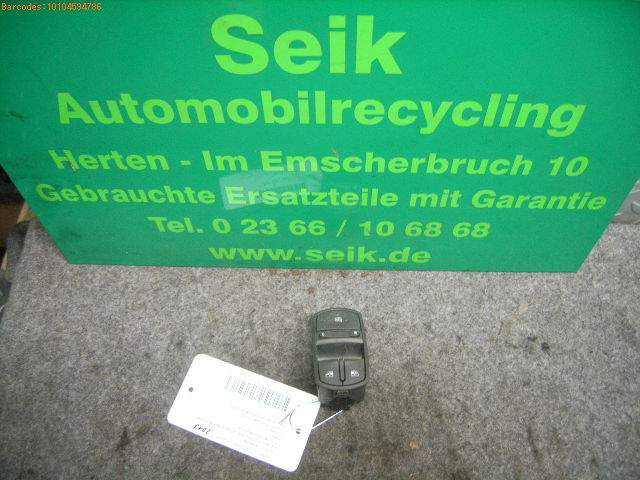 Barcodes: 10104594786
Seik
Automobilrecycling
Herten - Im Emscherbruch 10
Gebrauchte Ersatzteile mit Garantie
Tel. 0 23 66 / 10 68 68
www.seik.de